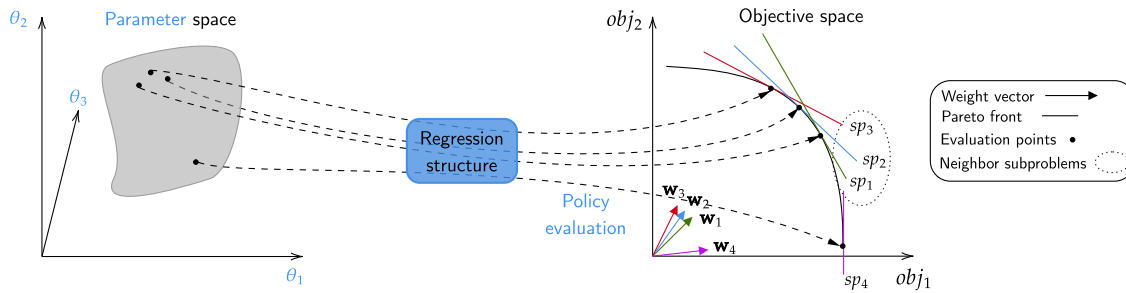 θ₂
Parameter space
θ₃
θ₁
Regression
structure
Policy
evaluation
Objective space
obj₂
sp₃
sp₂
sp₁
w₃
w₂
w₁
w₄
sp₄
obj₁
Weight vector
Pareto front
Evaluation points
Neighbor subproblems